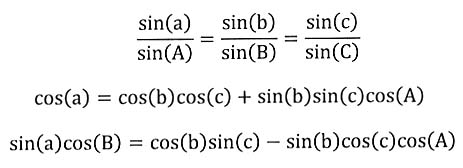 sin(a)/sin(A) = sin(b)/sin(B) = sin(c)/sin(C)
cos(a) = cos(b)cos(c) + sin(b)sin(c)cos(A)
sin(a)cos(B) = cos(b)sin(c) − sin(b)cos(c)cos(A)